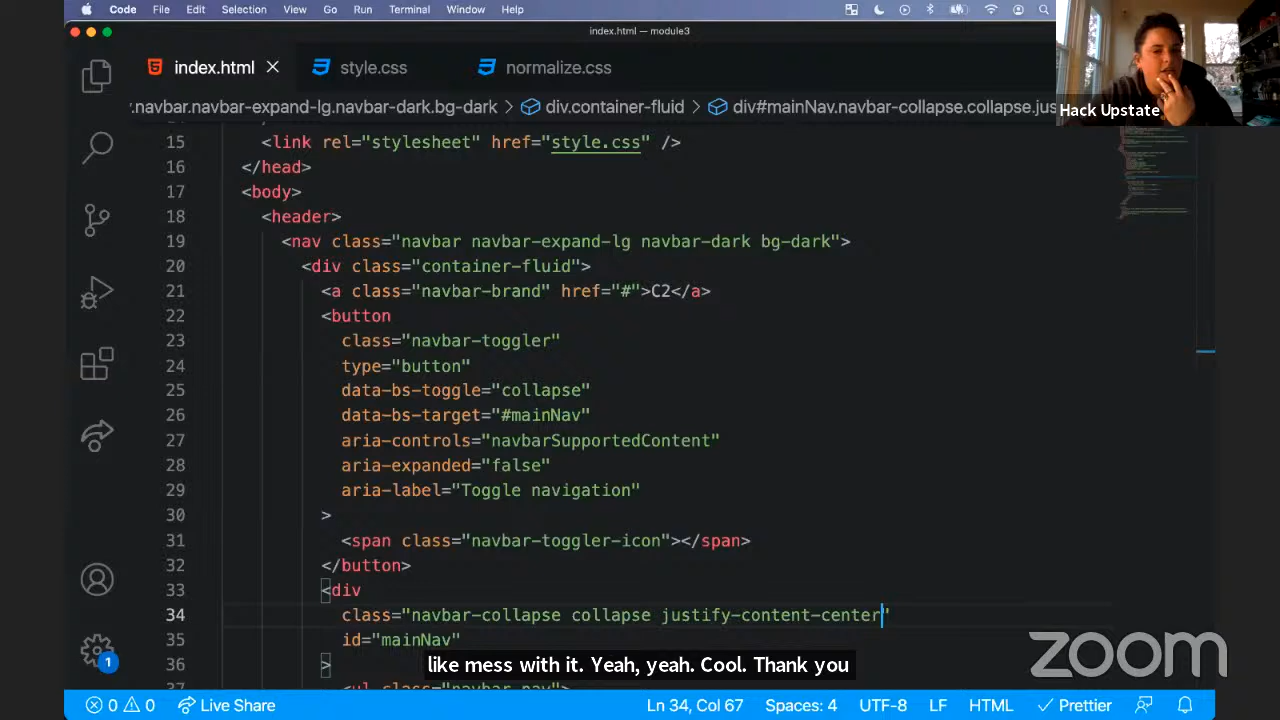 Code File Edit Selection View Go Run Terminal Window Help
index.html — module3
index.html style.css normalize.css
.navbar.navbar-expand-lg.navbar-dark.bg-dark > div.container-fluid > div#mainNav.navbar-collapse.collapse.jus
Hack Upstate
15 <link rel="stylesheet" href="style.css" />
16 </head>
17 <body>
18 <header>
19 <nav class="navbar navbar-expand-lg navbar-dark bg-dark">
20 <div class="container-fluid">
21 <a class="navbar-brand" href="#">C2</a>
22 <button
23 class="navbar-toggler"
24 type="button"
25 data-bs-toggle="collapse"
26 data-bs-target="#mainNav"
27 aria-controls="navbarSupportedContent"
28 aria-expanded="false"
29 aria-label="Toggle navigation"
30 >
31 <span class="navbar-toggler-icon"></span>
32 </button>
33 <div
34 class="navbar-collapse collapse justify-content-center"
35 id="mainNav"
36 >
like mess with it. Yeah, yeah. Cool. Thank you
zoom
1
0 0 Live Share Ln 34, Col 67 Spaces: 4 UTF-8 LF HTML Prettier